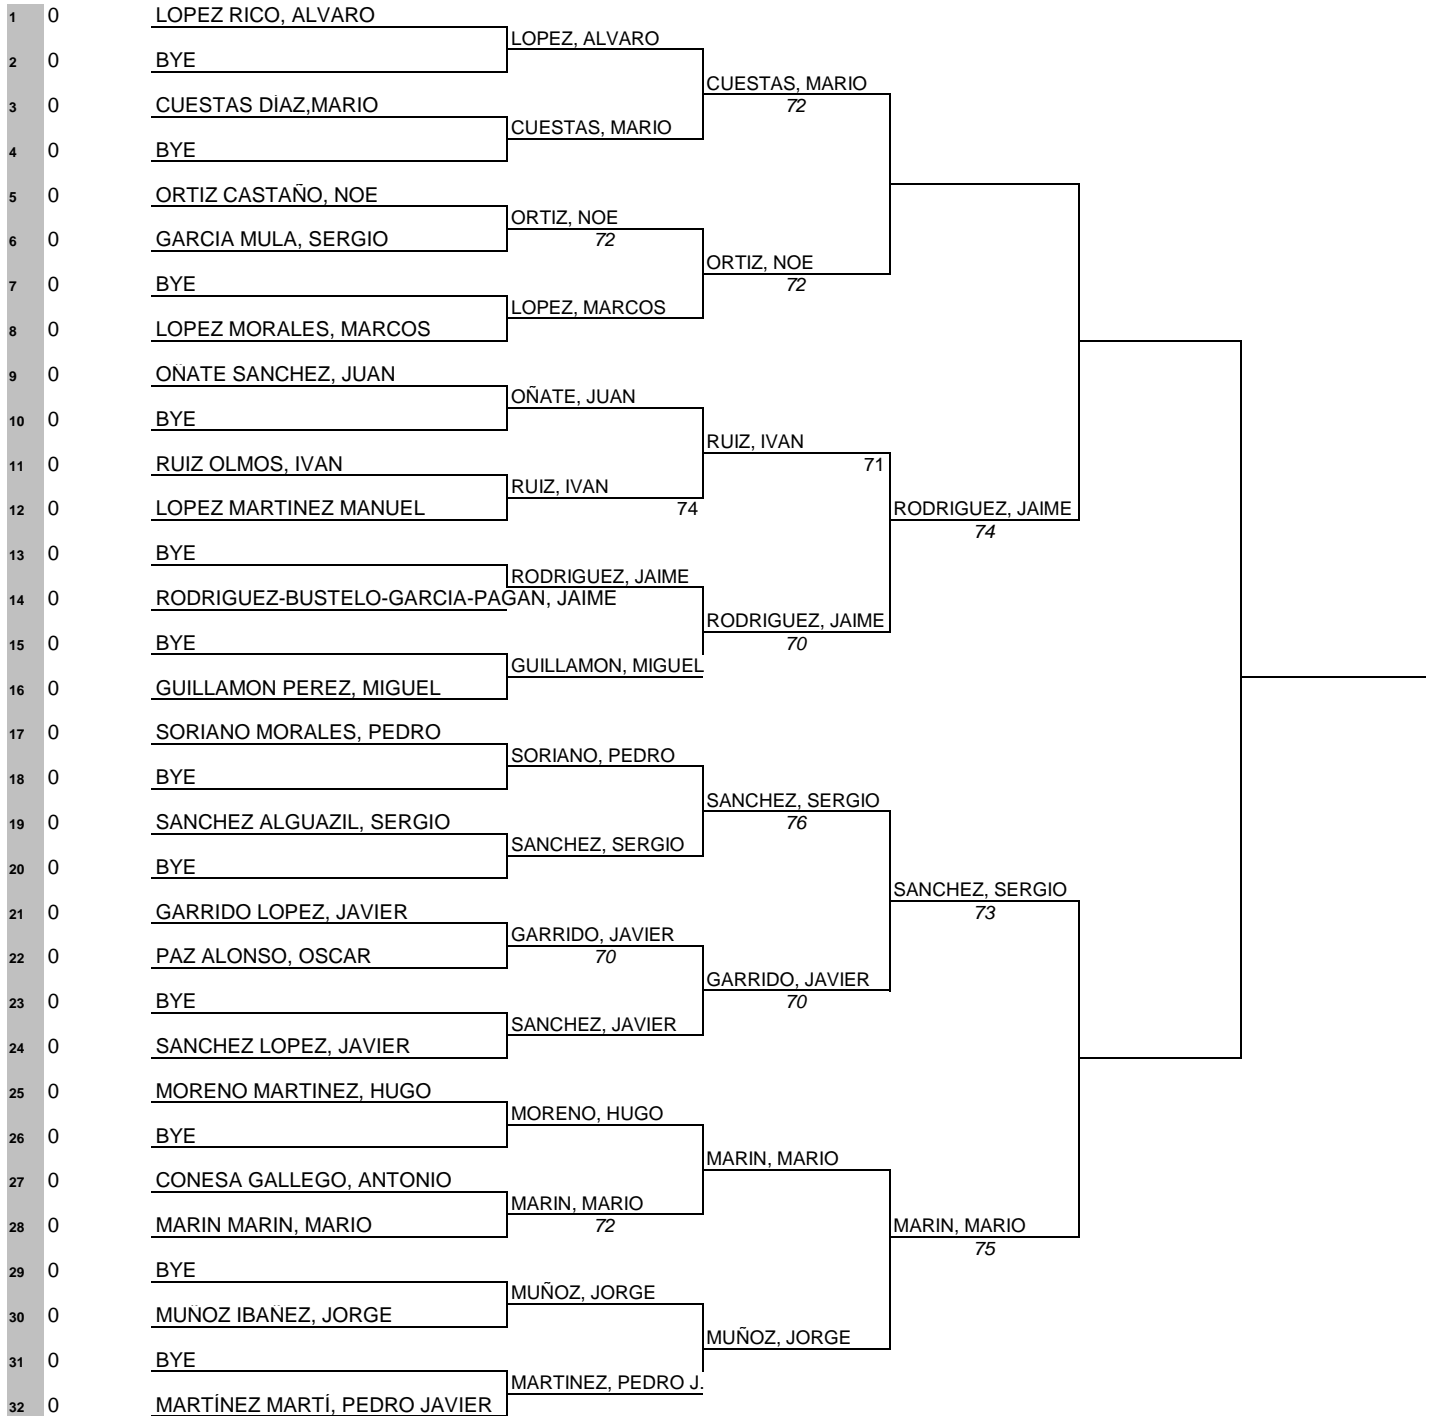 1 0 LOPEZ RICO, ALVARO
LOPEZ, ALVARO
2 0 BYE
CUESTAS, MARIO
72
3 0 CUESTAS DÍAZ,MARIO
CUESTAS, MARIO
4 0 BYE
5 0 ORTIZ CASTAÑO, NOE
ORTIZ, NOE
72
6 0 GARCIA MULA, SERGIO
ORTIZ, NOE
72
7 0 BYE
LOPEZ, MARCOS
8 0 LOPEZ MORALES, MARCOS
9 0 OÑATE SANCHEZ, JUAN
OÑATE, JUAN
10 0 BYE
RUIZ, IVAN
71
11 0 RUIZ OLMOS, IVAN
RUIZ, IVAN
74
12 0 LOPEZ MARTINEZ MANUEL
RODRIGUEZ, JAIME
74
13 0 BYE
RODRIGUEZ, JAIME
14 0 RODRIGUEZ-BUSTELO-GARCIA-PAGAN, JAIME
RODRIGUEZ, JAIME
70
15 0 BYE
GUILLAMON, MIGUEL
16 0 GUILLAMON PEREZ, MIGUEL
17 0 SORIANO MORALES, PEDRO
SORIANO, PEDRO
18 0 BYE
SANCHEZ, SERGIO
76
19 0 SANCHEZ ALGUAZIL, SERGIO
SANCHEZ, SERGIO
20 0 BYE
SANCHEZ, SERGIO
73
21 0 GARRIDO LOPEZ, JAVIER
GARRIDO, JAVIER
70
22 0 PAZ ALONSO, OSCAR
GARRIDO, JAVIER
70
23 0 BYE
SANCHEZ, JAVIER
24 0 SANCHEZ LOPEZ, JAVIER
25 0 MORENO MARTINEZ, HUGO
MORENO, HUGO
26 0 BYE
MARIN, MARIO
27 0 CONESA GALLEGO, ANTONIO
MARIN, MARIO
72
28 0 MARIN MARIN, MARIO
MARIN, MARIO
75
29 0 BYE
MUÑOZ, JORGE
30 0 MUÑOZ IBAÑEZ, JORGE
MUÑOZ, JORGE
31 0 BYE
MARTINEZ, PEDRO J.
32 0 MARTÍNEZ MARTÍ, PEDRO JAVIER